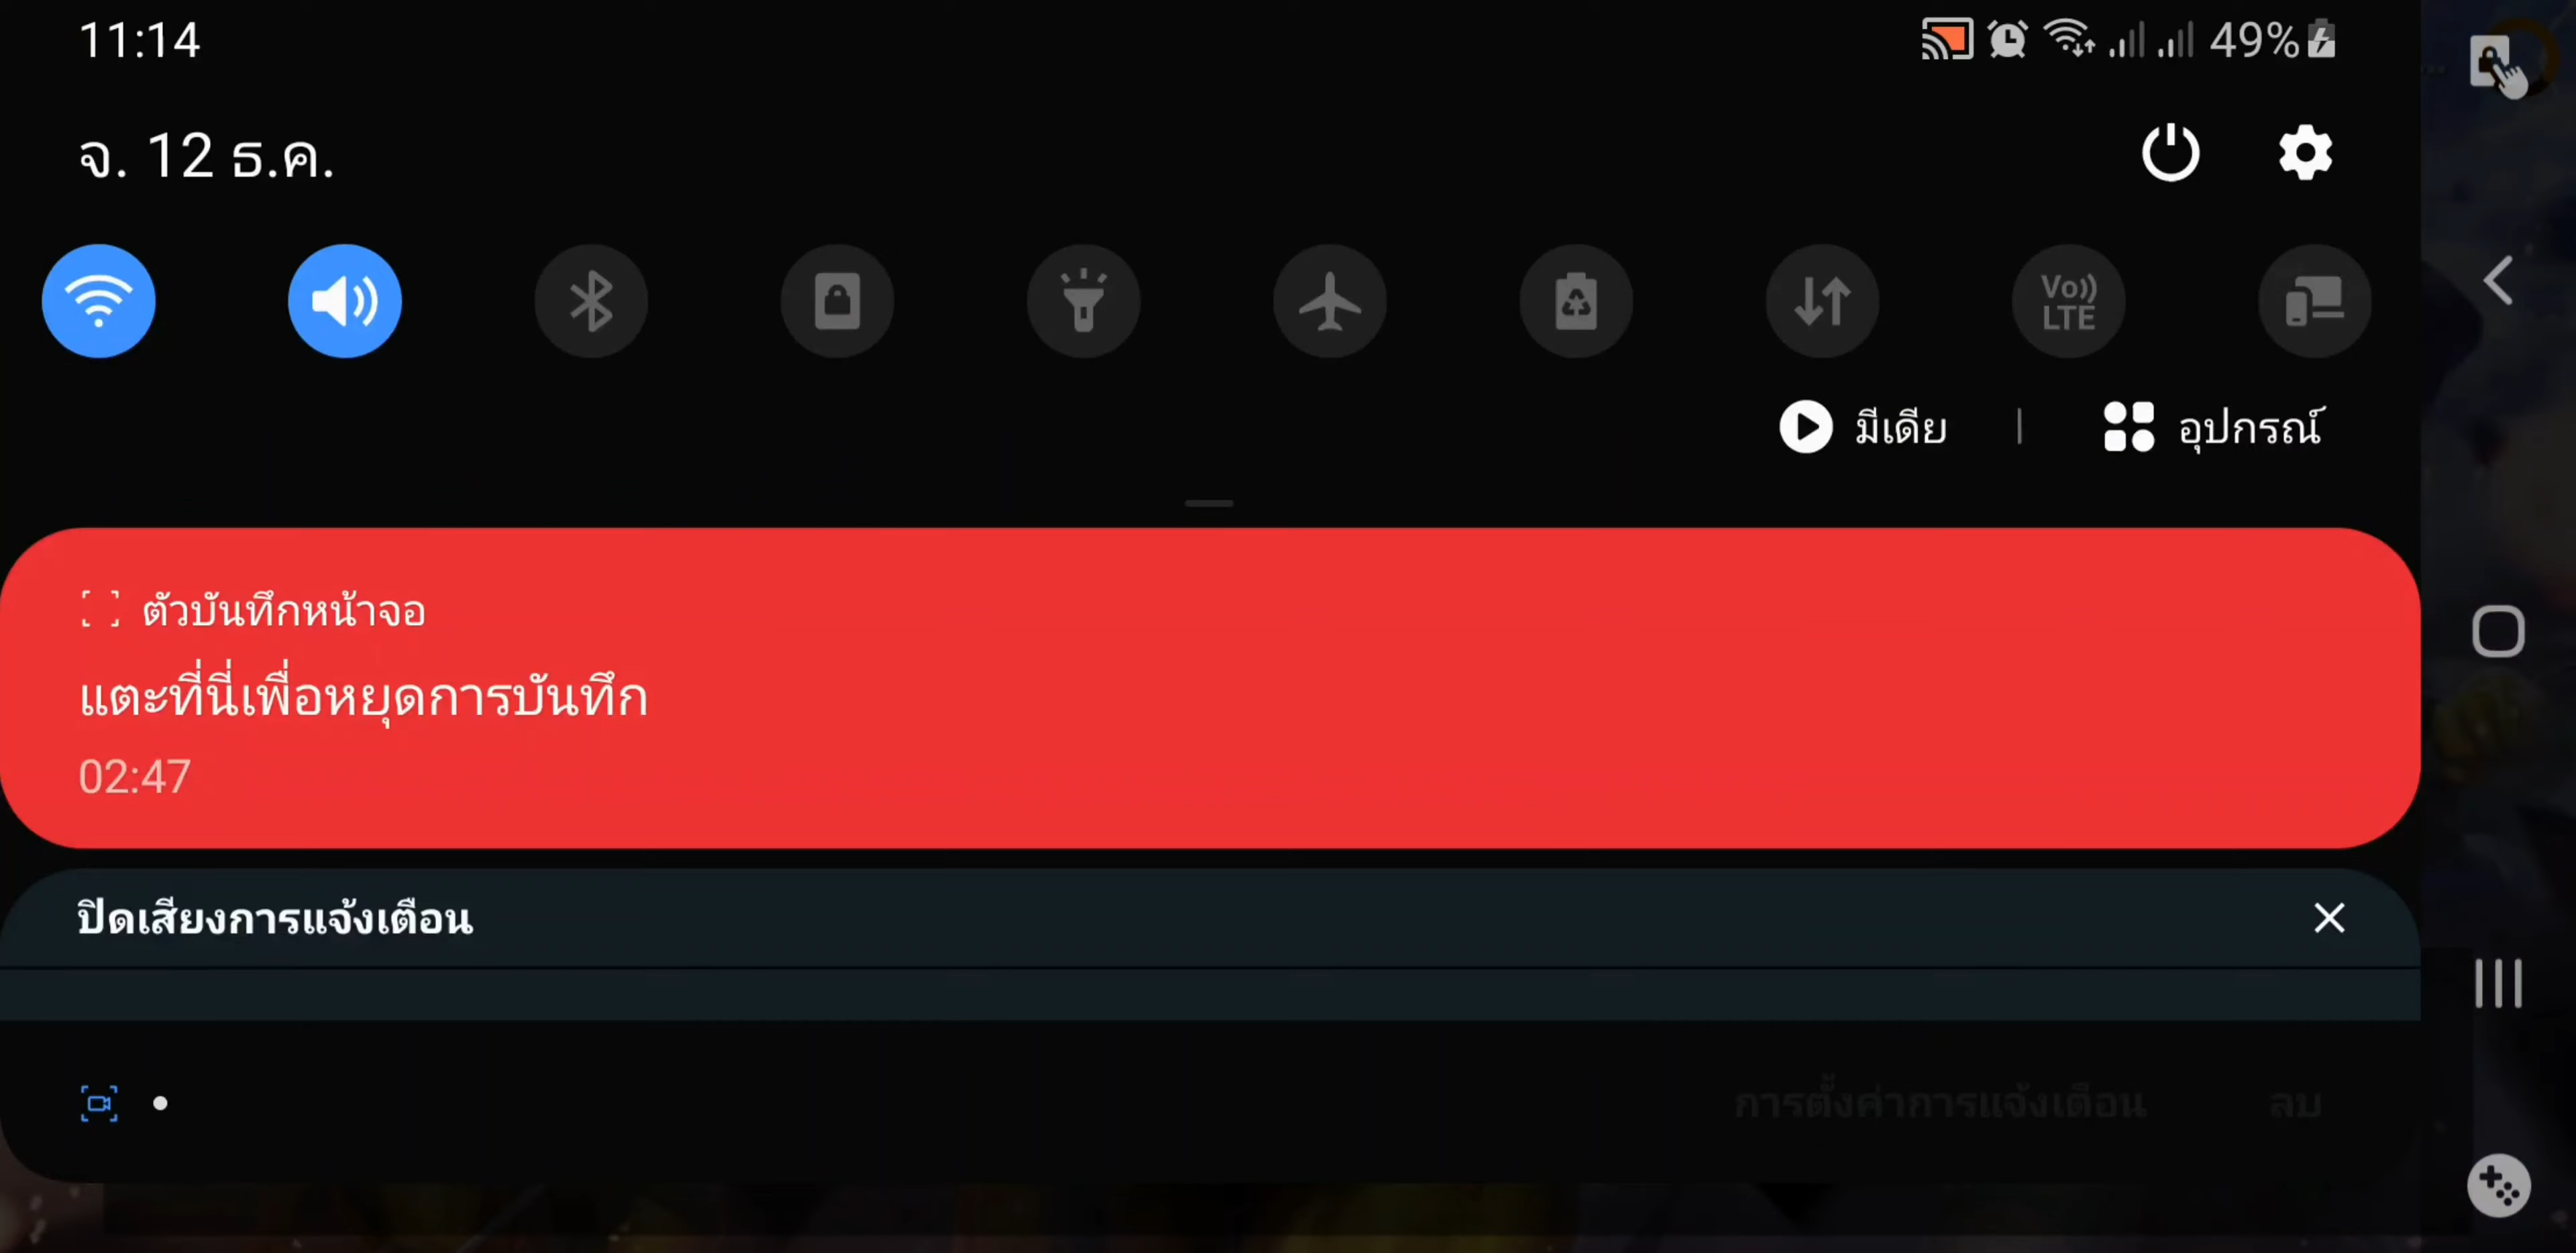 11:14
49%
จ. 12 ธ.ค.
Vo))
LTE
มีเดีย | อุปกรณ์
ตัวบันทึกหน้าจอ
แตะที่นี่เพื่อหยุดการบันทึก
02:47
ปิดเสียงการแจ้งเตือน
การตั้งค่าการแจ้งเตือน ลบ